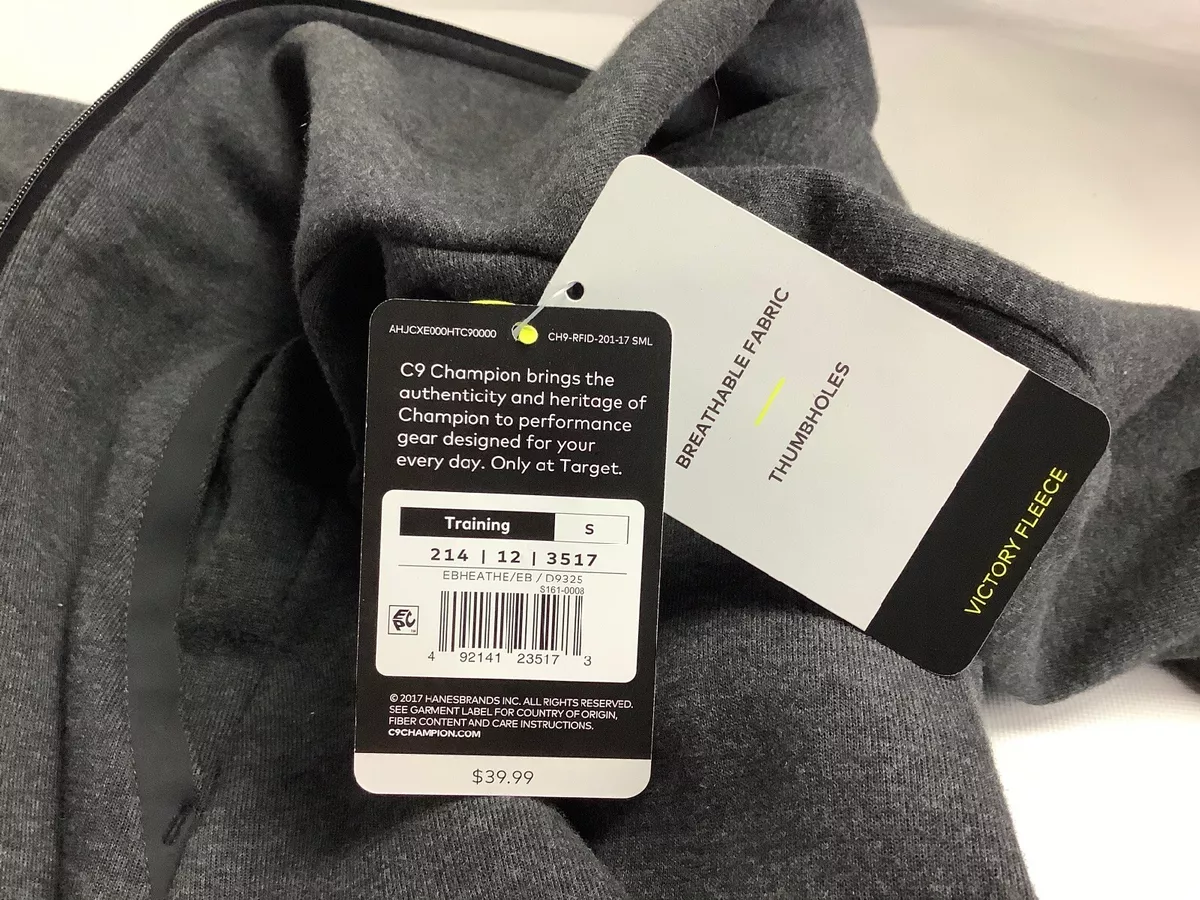 AHJCXE000HTC90000
CH9-RFID-201-17 SML
C9 Champion brings the
authenticity and heritage of
Champion to performance
gear designed for your
every day. Only at Target.
Training
S
214 | 12 | 3517
EBHEATHE/EB / D9325
S161-0008
EPC
TM
4 92141 23517 3
© 2017 HANESBRANDS INC. ALL RIGHTS RESERVED.
SEE GARMENT LABEL FOR COUNTRY OF ORIGIN,
FIBER CONTENT AND CARE INSTRUCTIONS.
C9CHAMPION.COM
$39.99
BREATHABLE FABRIC
THUMBHOLES
VICTORY FLEECE